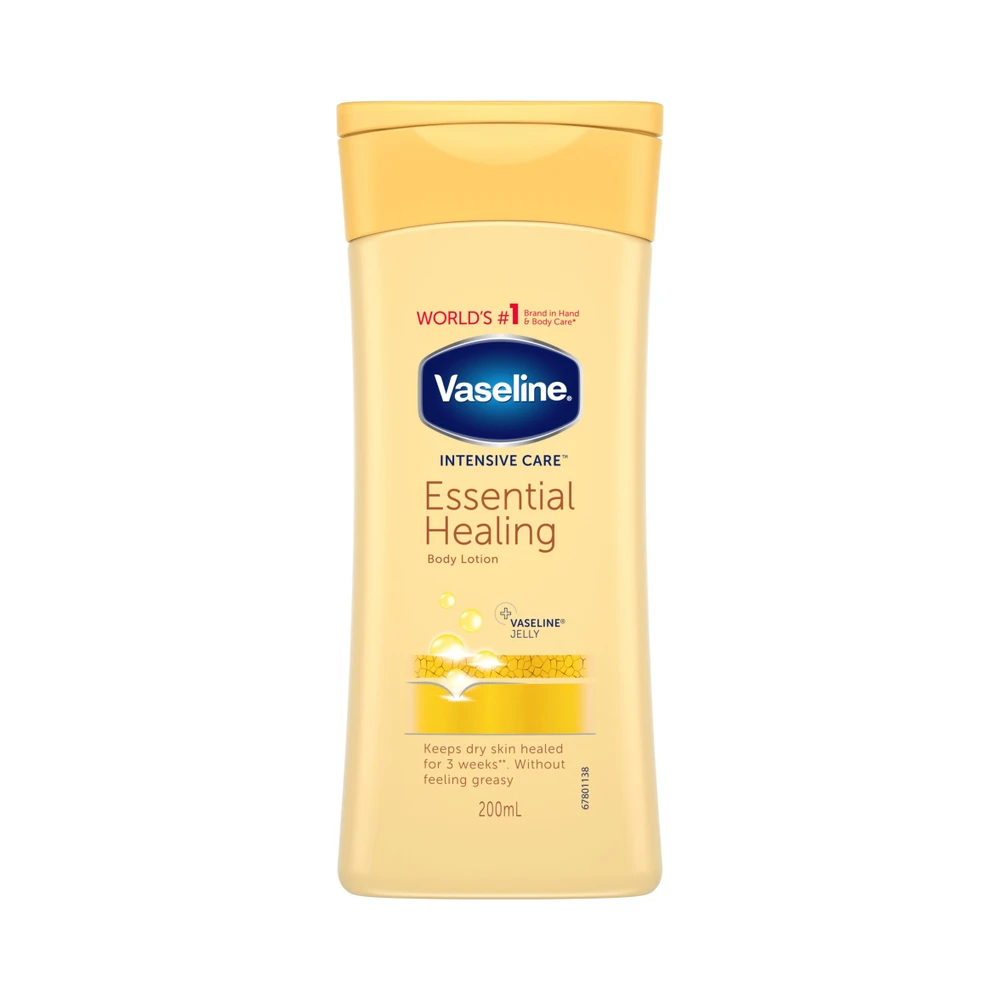 WORLD'S #1 Brand in Hand
& Body Care*
Vaseline®
INTENSIVE CARE™
Essential
Healing
Body Lotion
VASELINE®
JELLY
Keeps dry skin healed
for 3 weeks**. Without
feeling greasy
67801138
200mL